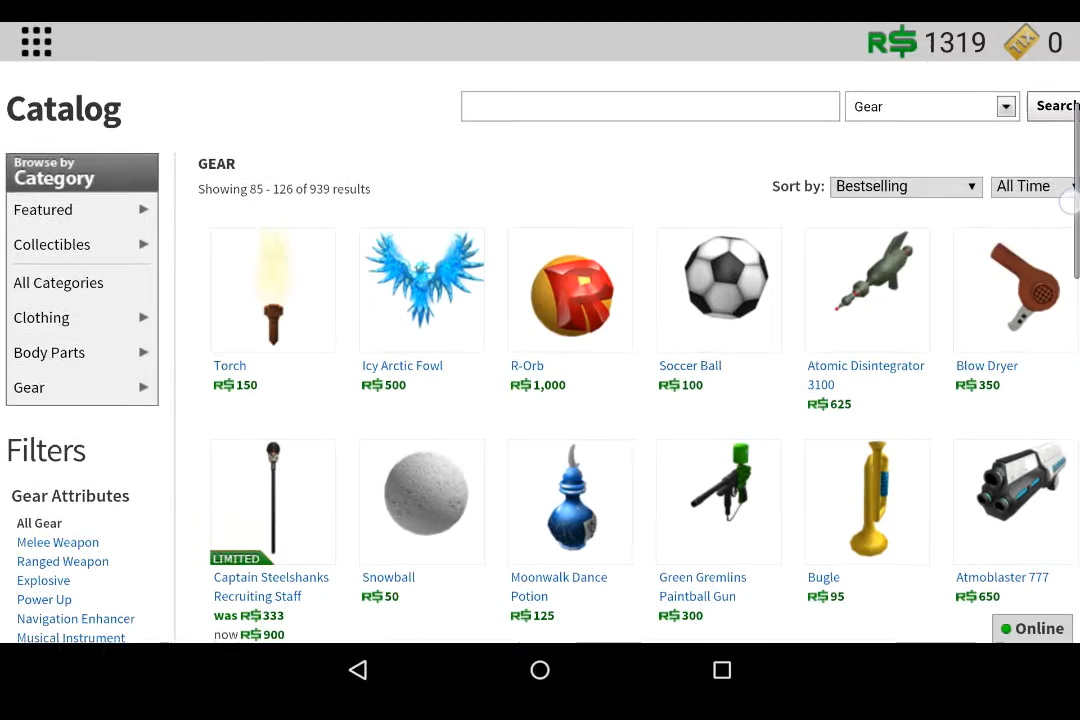 R$ 1319 TIX 0
Catalog
Gear
Search
Browse by
Category
Featured
Collectibles
All Categories
Clothing
Body Parts
Gear
Filters
Gear Attributes
All Gear
Melee Weapon
Ranged Weapon
Explosive
Power Up
Navigation Enhancer
Musical Instrument
GEAR
Showing 85 - 126 of 939 results
Sort by: Bestselling All Time
Torch
R$ 150
Icy Arctic Fowl
R$ 500
R-Orb
R$ 1,000
Soccer Ball
R$ 100
Atomic Disintegrator
3100
R$ 625
Blow Dryer
R$ 350
LIMITED
Captain Steelshanks
Recruiting Staff
was R$ 333
now R$ 900
Snowball
R$ 50
Moonwalk Dance
Potion
R$ 125
Green Gremlins
Paintball Gun
R$ 300
Bugle
R$ 95
Atmoblaster 777
R$ 650
Online